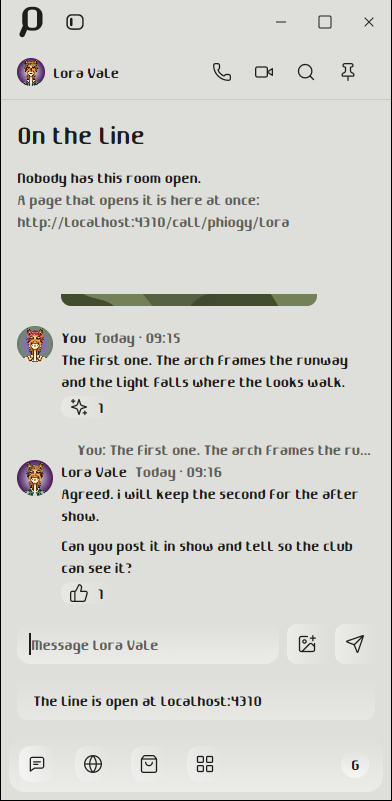 Lora Vale
On the Line
Nobody has this room open.
A page that opens it is here at once:
http://localhost:4310/call/phiogy/lora
You Today · 09:15
The first one. The arch frames the runway
and the light falls where the looks walk.
1
You: The first one. The arch frames the ru...
Lora Vale Today · 09:16
Agreed. i will keep the second for the after
show.
Can you post it in show and tell so the club
can see it?
1
Message Lora Vale
The line is open at localhost:4310
6